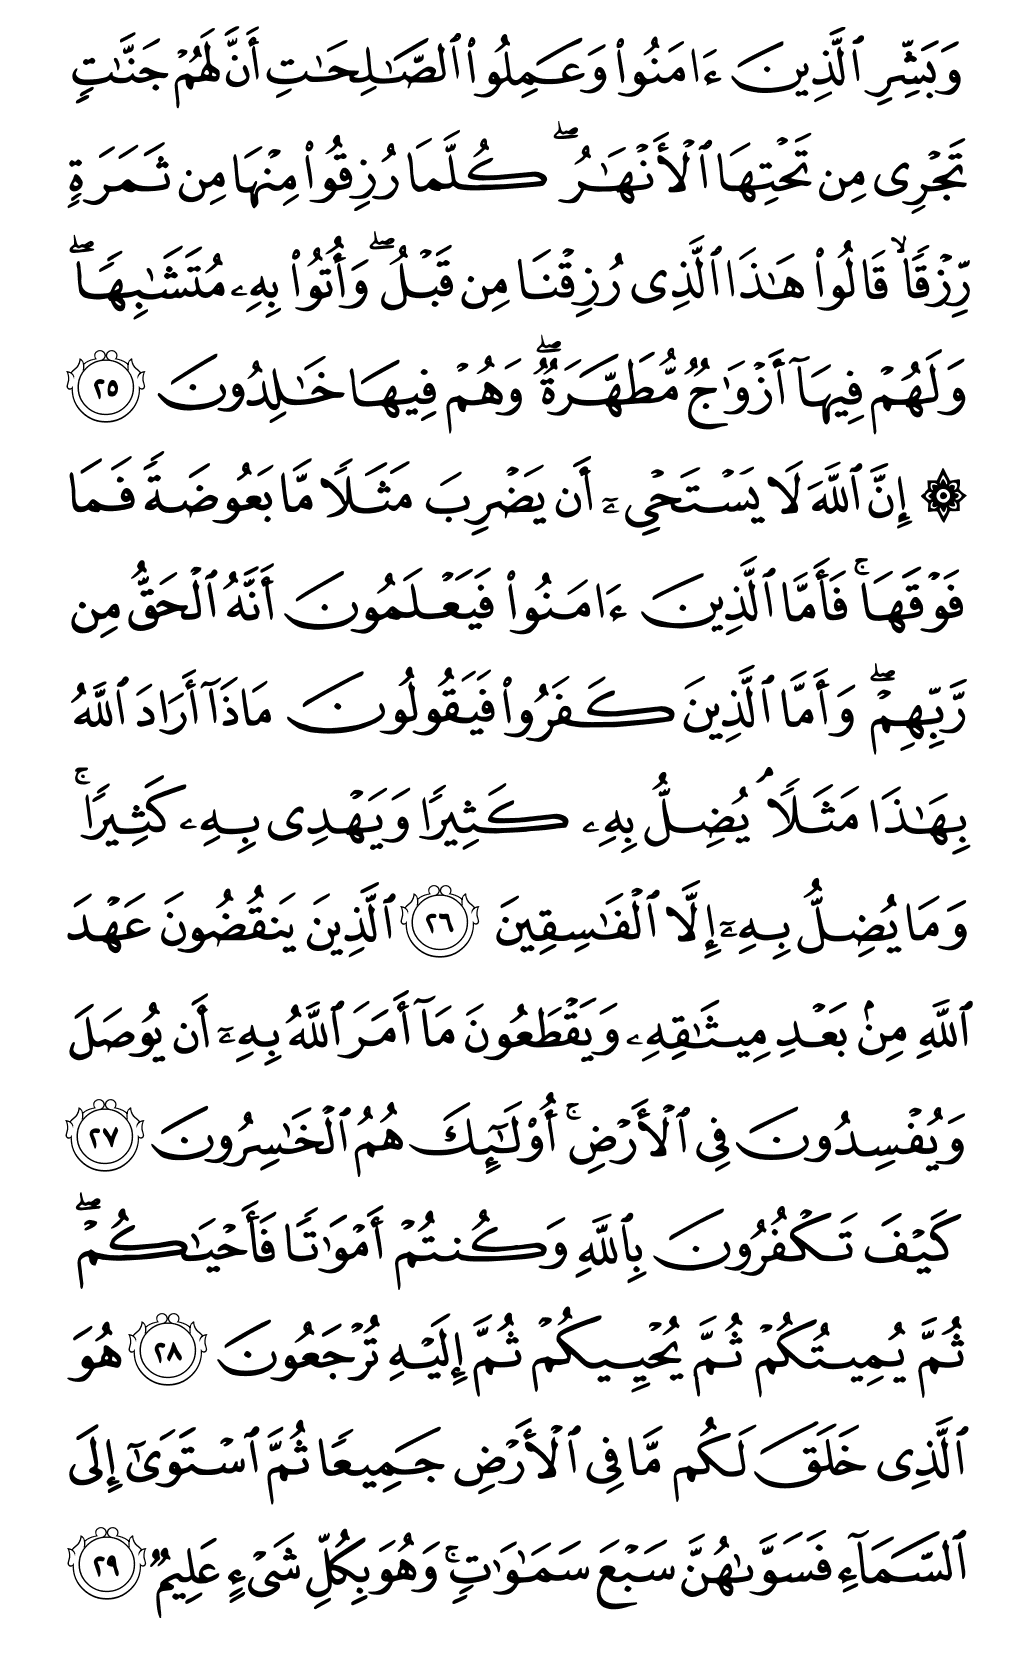 وَبَشِّرِ ٱلَّذِينَ ءَامَنُوا۟ وَعَمِلُوا۟ ٱلصَّـٰلِحَـٰتِ أَنَّ لَهُمْ جَنَّـٰتٍ
تَجْرِى مِن تَحْتِهَا ٱلْأَنْهَـٰرُ ۖ كُلَّمَا رُزِقُوا۟ مِنْهَا مِن ثَمَرَةٍ
رِّزْقًا ۙ قَالُوا۟ هَـٰذَا ٱلَّذِى رُزِقْنَا مِن قَبْلُ ۖ وَأُتُوا۟ بِهِۦ مُتَشَـٰبِهًا ۖ
وَلَهُمْ فِيهَآ أَزْوَٰجٌ مُّطَهَّرَةٌ ۖ وَهُمْ فِيهَا خَـٰلِدُونَ ٢٥
۞ إِنَّ ٱللَّهَ لَا يَسْتَحْىِۦٓ أَن يَضْرِبَ مَثَلًا مَّا بَعُوضَةً فَمَا
فَوْقَهَا ۚ فَأَمَّا ٱلَّذِينَ ءَامَنُوا۟ فَيَعْلَمُونَ أَنَّهُ ٱلْحَقُّ مِن
رَّبِّهِمْ ۖ وَأَمَّا ٱلَّذِينَ كَفَرُوا۟ فَيَقُولُونَ مَاذَآ أَرَادَ ٱللَّهُ
بِهَـٰذَا مَثَلًا ۘ يُضِلُّ بِهِۦ كَثِيرًا وَيَهْدِى بِهِۦ كَثِيرًا ۚ
وَمَا يُضِلُّ بِهِۦٓ إِلَّا ٱلْفَـٰسِقِينَ ٢٦ ٱلَّذِينَ يَنقُضُونَ عَهْدَ
ٱللَّهِ مِنۢ بَعْدِ مِيثَـٰقِهِۦ وَيَقْطَعُونَ مَآ أَمَرَ ٱللَّهُ بِهِۦٓ أَن يُوصَلَ
وَيُفْسِدُونَ فِى ٱلْأَرْضِ ۚ أُو۟لَـٰٓئِكَ هُمُ ٱلْخَـٰسِرُونَ ٢٧
كَيْفَ تَكْفُرُونَ بِٱللَّهِ وَكُنتُمْ أَمْوَٰتًا فَأَحْيَـٰكُمْ ۖ
ثُمَّ يُمِيتُكُمْ ثُمَّ يُحْيِيكُمْ ثُمَّ إِلَيْهِ تُرْجَعُونَ ٢٨ هُوَ
ٱلَّذِى خَلَقَ لَكُم مَّا فِى ٱلْأَرْضِ جَمِيعًا ثُمَّ ٱسْتَوَىٰٓ إِلَى
ٱلسَّمَآءِ فَسَوَّىٰهُنَّ سَبْعَ سَمَـٰوَٰتٍ ۚ وَهُوَ بِكُلِّ شَىْءٍ عَلِيمٌ ٢٩